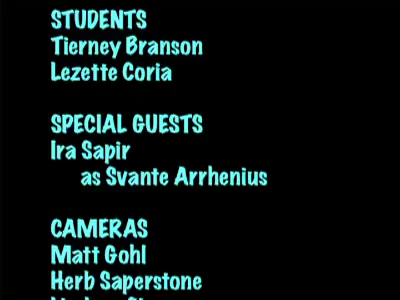 STUDENTS
Tierney Branson
Lezette Coria
SPECIAL GUESTS
Ira Sapir
as Svante Arrhenius
CAMERAS
Matt Gohl
Herb Saperstone